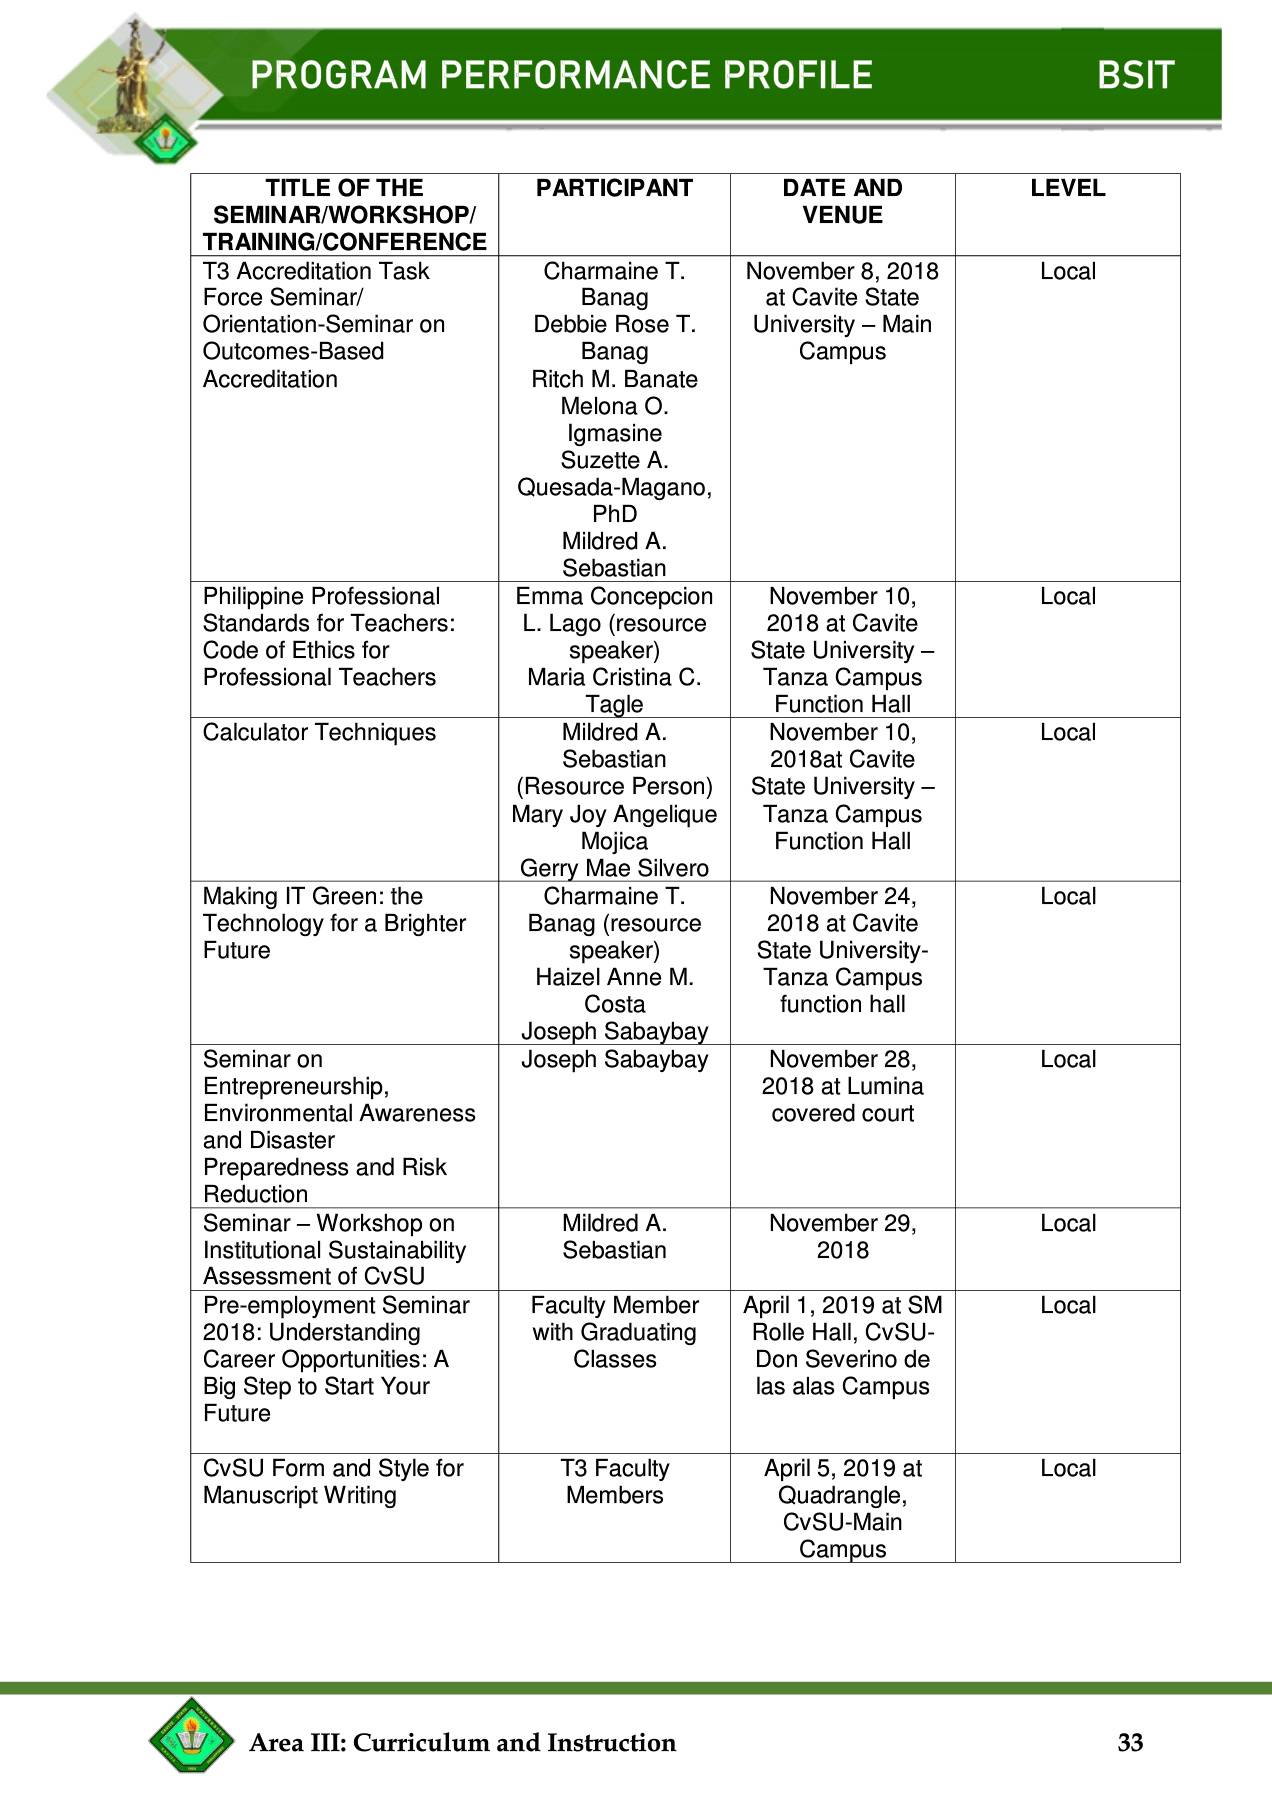 PROGRAM PERFORMANCE PROFILE BSIT
TITLE OF THE
SEMINAR/WORKSHOP/
TRAINING/CONFERENCE
PARTICIPANT
DATE AND
VENUE
LEVEL
T3 Accreditation Task
Force Seminar/
Orientation-Seminar on
Outcomes-Based
Accreditation
Charmaine T.
Banag
Debbie Rose T.
Banag
Ritch M. Banate
Melona O.
Igmasine
Suzette A.
Quesada-Magano,
PhD
Mildred A.
Sebastian
November 8, 2018
at Cavite State
University – Main
Campus
Local
Philippine Professional
Standards for Teachers:
Code of Ethics for
Professional Teachers
Emma Concepcion
L. Lago (resource
speaker)
Maria Cristina C.
Tagle
November 10,
2018 at Cavite
State University –
Tanza Campus
Function Hall
Local
Calculator Techniques
Mildred A.
Sebastian
(Resource Person)
Mary Joy Angelique
Mojica
Gerry Mae Silvero
November 10,
2018at Cavite
State University –
Tanza Campus
Function Hall
Local
Making IT Green: the
Technology for a Brighter
Future
Charmaine T.
Banag (resource
speaker)
Haizel Anne M.
Costa
Joseph Sabaybay
November 24,
2018 at Cavite
State University-
Tanza Campus
function hall
Local
Seminar on
Entrepreneurship,
Environmental Awareness
and Disaster
Preparedness and Risk
Reduction
Joseph Sabaybay
November 28,
2018 at Lumina
covered court
Local
Seminar – Workshop on
Institutional Sustainability
Assessment of CvSU
Mildred A.
Sebastian
November 29,
2018
Local
Pre-employment Seminar
2018: Understanding
Career Opportunities: A
Big Step to Start Your
Future
Faculty Member
with Graduating
Classes
April 1, 2019 at SM
Rolle Hall, CvSU-
Don Severino de
las alas Campus
Local
CvSU Form and Style for
Manuscript Writing
T3 Faculty
Members
April 5, 2019 at
Quadrangle,
CvSU-Main
Campus
Local
Area III: Curriculum and Instruction 33